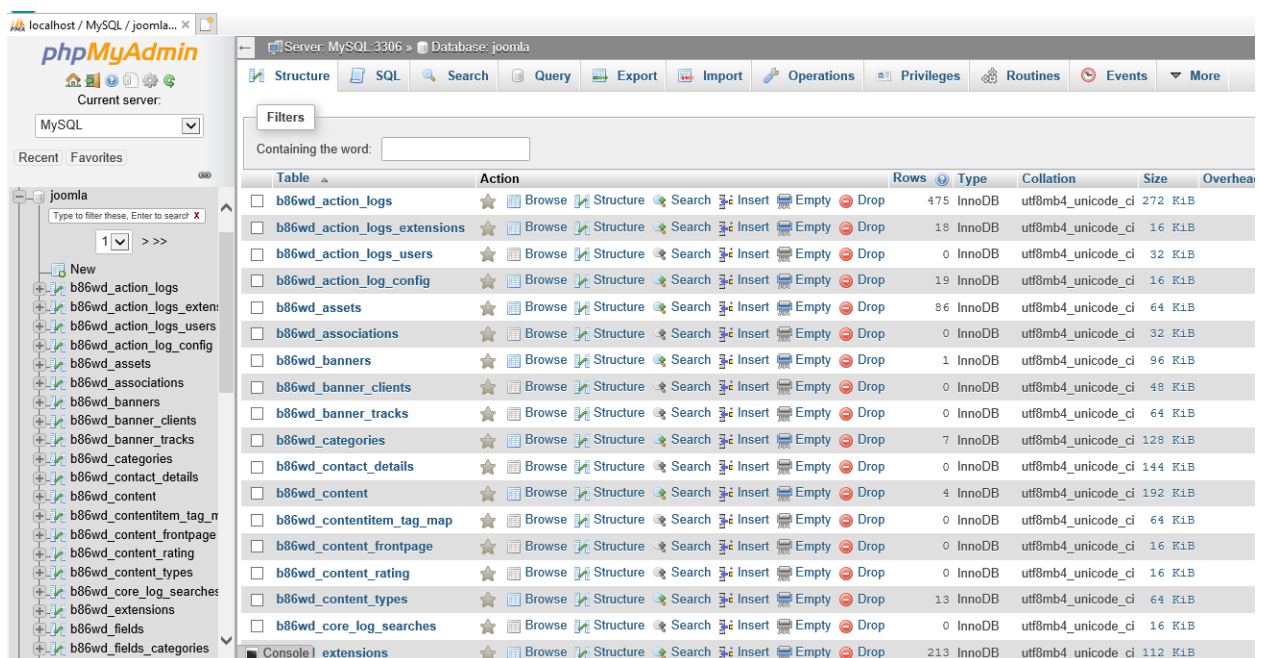 localhost / MySQL / joomla...
phpMyAdmin
Current server:
MySQL
Recent Favorites
joomla
Type to filter these, Enter to search X
1 > >>
New
b86wd_action_logs
b86wd_action_logs_extens
b86wd_action_logs_users
b86wd_action_log_config
b86wd_assets
b86wd_associations
b86wd_banners
b86wd_banner_clients
b86wd_banner_tracks
b86wd_categories
b86wd_contact_details
b86wd_content
b86wd_contentitem_tag_m
b86wd_content_frontpage
b86wd_content_rating
b86wd_content_types
b86wd_core_log_searches
b86wd_extensions
b86wd_fields
b86wd_fields_categories
Server: MySQL:3306 » Database: joomla
Structure SQL Search Query Export Import Operations Privileges Routines Events More
Filters
Containing the word:
Table Action Rows Type Collation Size Overhea
b86wd_action_logs Browse Structure Search Insert Empty Drop 475 InnoDB utf8mb4_unicode_ci 272 KiB
b86wd_action_logs_extensions Browse Structure Search Insert Empty Drop 18 InnoDB utf8mb4_unicode_ci 16 KiB
b86wd_action_logs_users Browse Structure Search Insert Empty Drop 0 InnoDB utf8mb4_unicode_ci 32 KiB
b86wd_action_log_config Browse Structure Search Insert Empty Drop 19 InnoDB utf8mb4_unicode_ci 16 KiB
b86wd_assets Browse Structure Search Insert Empty Drop 86 InnoDB utf8mb4_unicode_ci 64 KiB
b86wd_associations Browse Structure Search Insert Empty Drop 0 InnoDB utf8mb4_unicode_ci 32 KiB
b86wd_banners Browse Structure Search Insert Empty Drop 1 InnoDB utf8mb4_unicode_ci 96 KiB
b86wd_banner_clients Browse Structure Search Insert Empty Drop 0 InnoDB utf8mb4_unicode_ci 48 KiB
b86wd_banner_tracks Browse Structure Search Insert Empty Drop 0 InnoDB utf8mb4_unicode_ci 64 KiB
b86wd_categories Browse Structure Search Insert Empty Drop 7 InnoDB utf8mb4_unicode_ci 128 KiB
b86wd_contact_details Browse Structure Search Insert Empty Drop 0 InnoDB utf8mb4_unicode_ci 144 KiB
b86wd_content Browse Structure Search Insert Empty Drop 4 InnoDB utf8mb4_unicode_ci 192 KiB
b86wd_contentitem_tag_map Browse Structure Search Insert Empty Drop 0 InnoDB utf8mb4_unicode_ci 64 KiB
b86wd_content_frontpage Browse Structure Search Insert Empty Drop 0 InnoDB utf8mb4_unicode_ci 16 KiB
b86wd_content_rating Browse Structure Search Insert Empty Drop 0 InnoDB utf8mb4_unicode_ci 16 KiB
b86wd_content_types Browse Structure Search Insert Empty Drop 13 InnoDB utf8mb4_unicode_ci 64 KiB
b86wd_core_log_searches Browse Structure Search Insert Empty Drop 0 InnoDB utf8mb4_unicode_ci 16 KiB
Console extensions Browse Structure Search Insert Empty Drop 213 InnoDB utf8mb4_unicode_ci 112 KiB